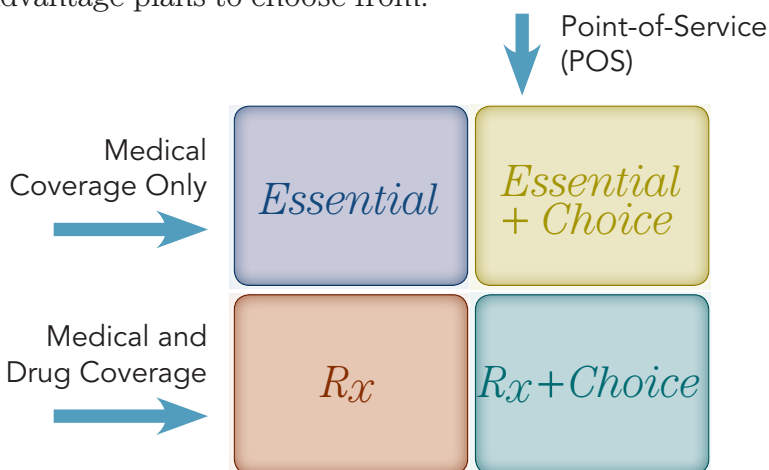 advantage plans to choose from.
Point-of-Service
(POS)
Medical
Coverage Only
Essential
Essential
+ Choice
Medical and
Drug Coverage
Rx
Rx+Choice